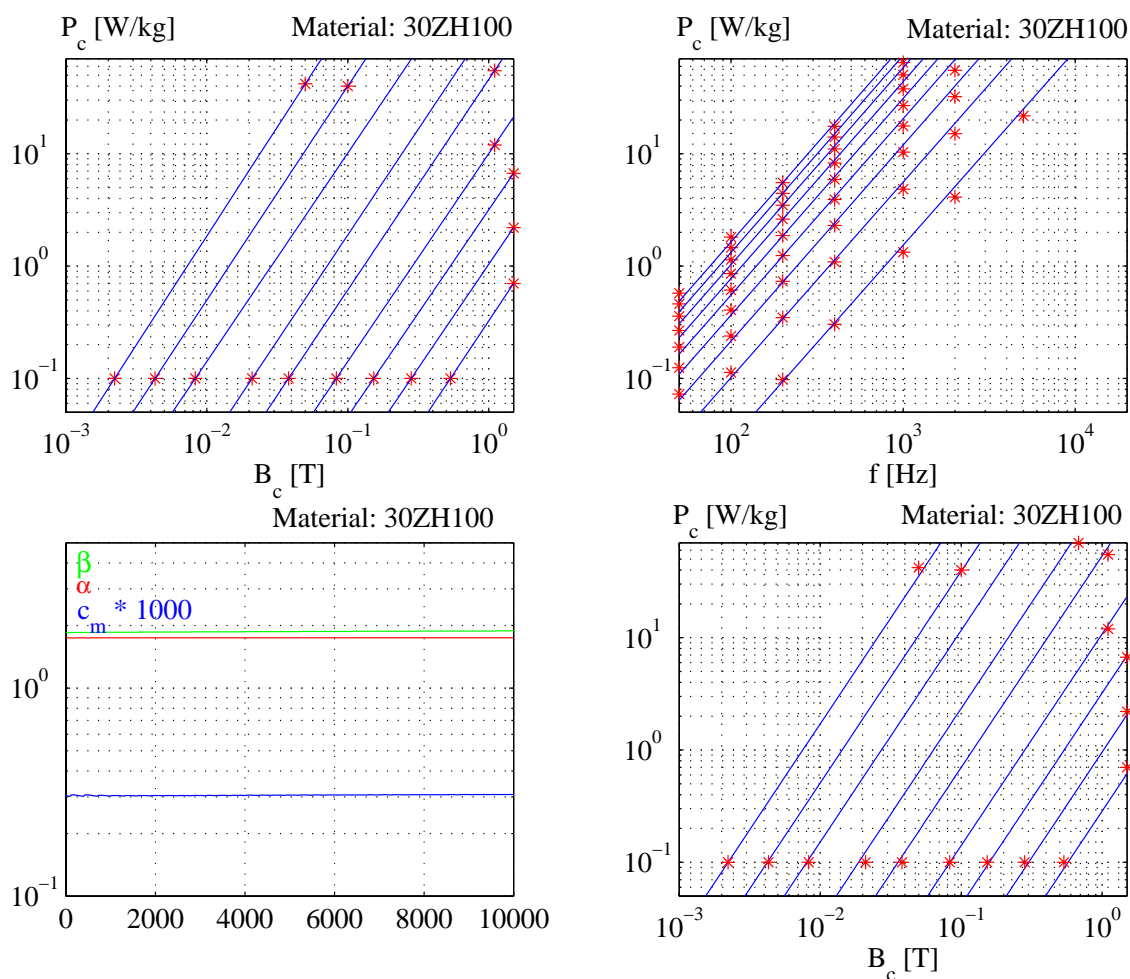 P_c [W/kg] Material: 30ZH100
10^1
10^0
10^-1
10^-3 10^-2 10^-1 10^0
B_c [T]
P_c [W/kg] Material: 30ZH100
10^1
10^0
10^-1
10^2 10^3 10^4
f [Hz]
Material: 30ZH100
β
α
c_m * 1000
10^0
10^-1
0 2000 4000 6000 8000 10000
P_c [W/kg] Material: 30ZH100
10^1
10^0
10^-1
10^-3 10^-2 10^-1 10^0
B_c [T]